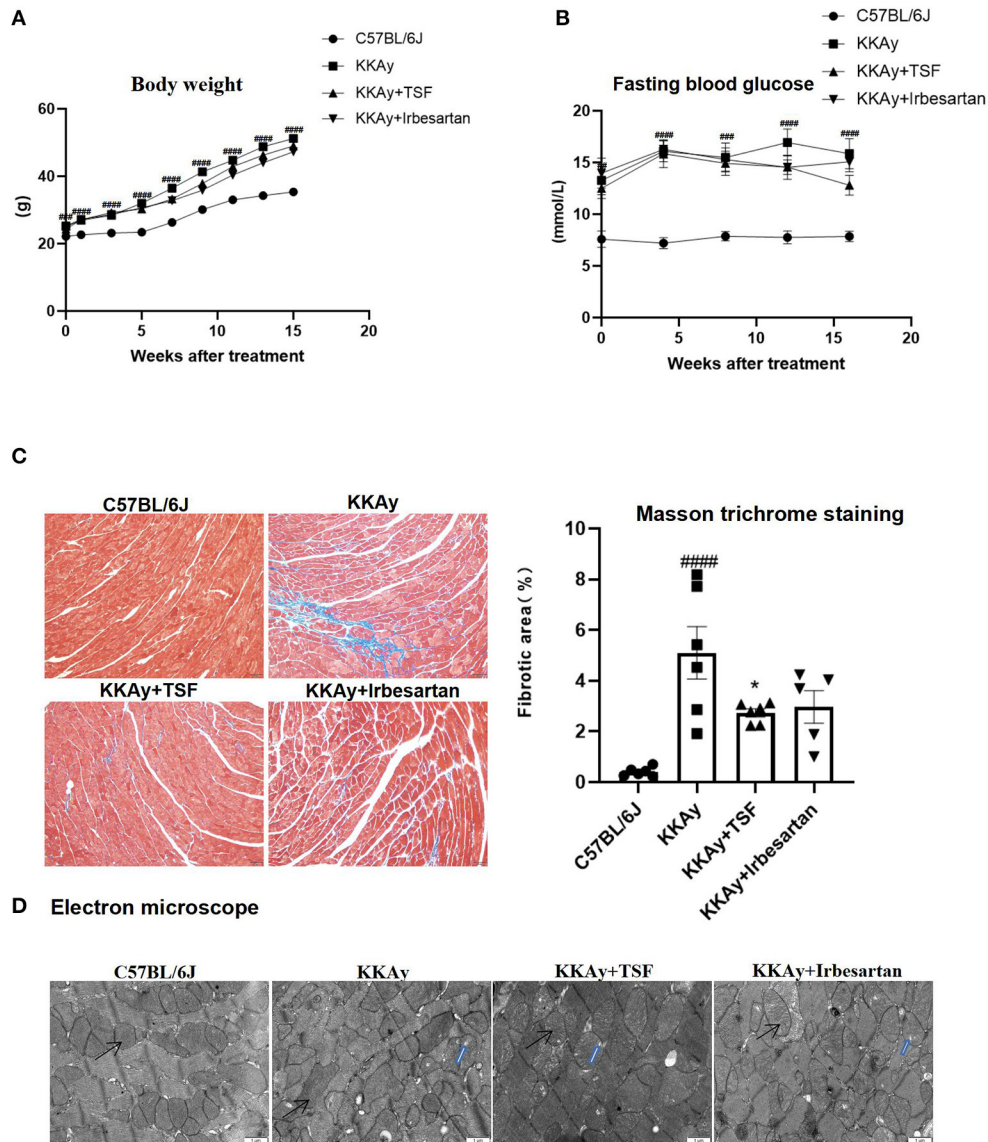 A
C57BL/6J
KKAy
KKAy+TSF
KKAy+Irbesartan
Body weight
60
40
20
0
(g)
###
####
####
####
####
####
####
####
####
0
5
10
15
20
Weeks after treatment
B
C57BL/6J
KKAy
KKAy+TSF
KKAy+Irbesartan
Fasting blood glucose
20
15
10
5
0
(mmol/L)
####
###
####
####
0
5
10
15
20
Weeks after treatment
C
C57BL/6J
KKAy
KKAy+TSF
KKAy+Irbesartan
Masson trichrome staining
10
8
6
4
2
0
Fibrotic area(%)
####
*
C57BL/6J
KKAy
KKAy+TSF
KKAy+Irbesartan
D Electron microscope
C57BL/6J
KKAy
KKAy+TSF
KKAy+Irbesartan